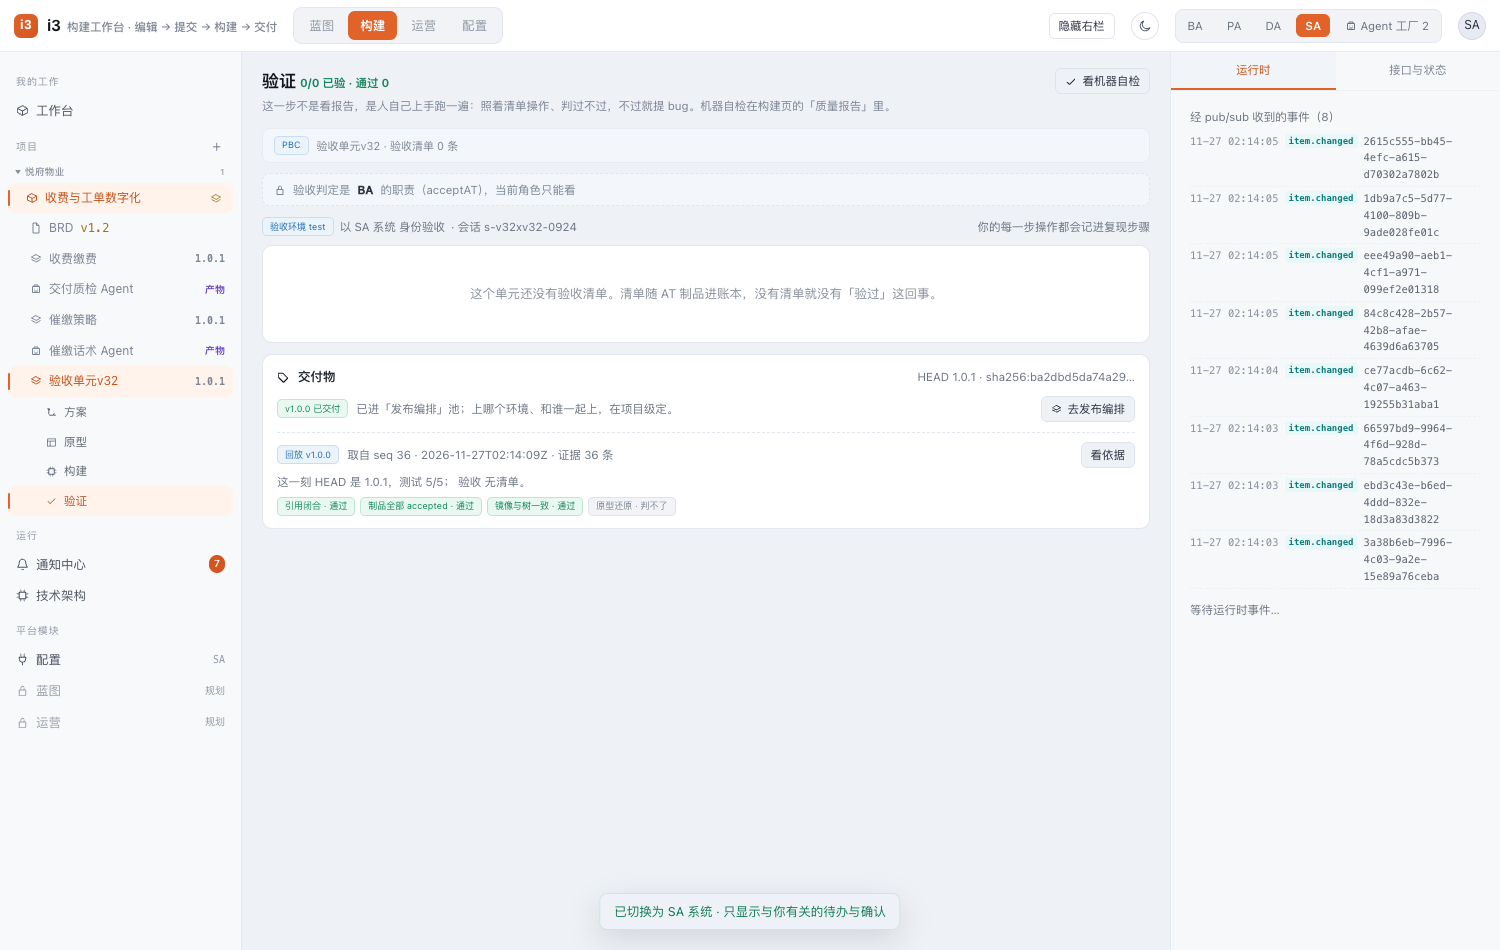 i3 i3 构建工作台 · 编辑 → 提交 → 构建 → 交付 蓝图 构建 运营 配置 隐藏右栏 BA PA DA SA Agent 工厂 2 SA
我的工作
工作台
项目 +
悦府物业 1
收费与工单数字化
BRD v1.2
收费缴费 1.0.1
交付质检 Agent 产物
催缴策略 1.0.1
催缴话术 Agent 产物
验收单元v32 1.0.1
方案
原型
构建
验证
运行
通知中心 7
技术架构
平台模块
配置 SA
蓝图 规划
运营 规划
验证 0/0 已验 · 通过 0 看机器自检
这一步不是看报告，是人自己上手跑一遍：照着清单操作、判过不过，不过就提 bug。机器自检在构建页的「质量报告」里。
PBC 验收单元v32 · 验收清单 0 条
验收判定是 BA 的职责（acceptAT），当前角色只能看
验收环境 test 以 SA 系统 身份验收 · 会话 s-v32xv32-0924 你的每一步操作都会记进复现步骤
这个单元还没有验收清单。清单随 AT 制品进账本，没有清单就没有「验过」这回事。
交付物 HEAD 1.0.1 · sha256:ba2dbd5da74a29…
v1.0.0 已交付 已进「发布编排」池；上哪个环境、和谁一起上，在项目级定。 去发布编排
回放 v1.0.0 取自 seq 36 · 2026-11-27T02:14:09Z · 证据 36 条 看依据
这一刻 HEAD 是 1.0.1，测试 5/5； 验收 无清单。
引用闭合 · 通过 制品全部 accepted · 通过 镜像与树一致 · 通过 原型还原 · 判不了
运行时 接口与状态
经 pub/sub 收到的事件（8）
11-27 02:14:05 item.changed 2615c555-bb45-
4efc-a615-
d70302a7802b
11-27 02:14:05 item.changed 1db9a7c5-5d77-
4100-809b-
9ade028fe01c
11-27 02:14:05 item.changed eee49a90-aeb1-
4cf1-a971-
099ef2e01318
11-27 02:14:05 item.changed 84c8c428-2b57-
42b8-afae-
4639d6a63705
11-27 02:14:04 item.changed ce77acdb-6c62-
4c07-a463-
19255b31aba1
11-27 02:14:03 item.changed 66597bd9-9964-
4f6d-928d-
78a5cdc5b373
11-27 02:14:03 item.changed ebd3c43e-b6ed-
4ddd-832e-
18d3a83d3822
11-27 02:14:03 item.changed 3a38b6eb-7996-
4c03-9a2e-
15e89a76ceba
等待运行时事件…
已切换为 SA 系统 · 只显示与你有关的待办与确认